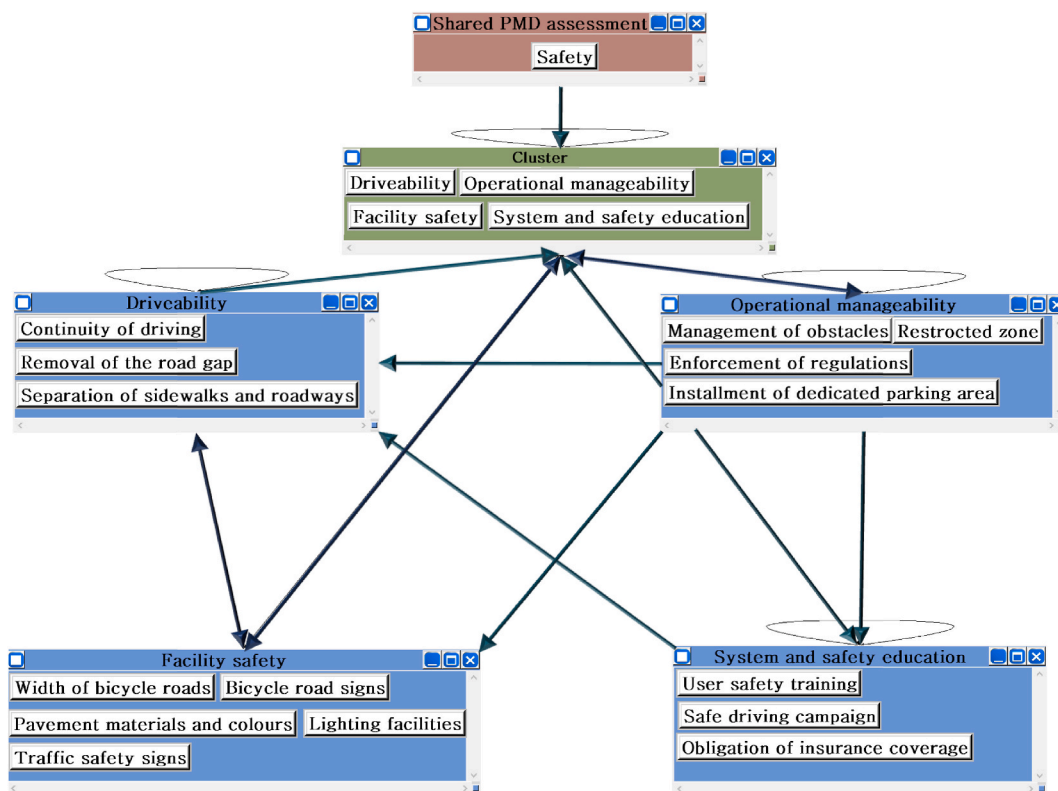 Shared PMD assessment
Safety
Cluster
Driveability Operational manageability
Facility safety System and safety education
Driveability
Continuity of driving
Removal of the road gap
Separation of sidewalks and roadways
Operational manageability
Management of obstacles Restrocted zone
Enforcement of regulations
Installment of dedicated parking area
Facility safety
Width of bicycle roads Bicycle road signs
Pavement materials and colours Lighting facilities
Traffic safety signs
System and safety education
User safety training
Safe driving campaign
Obligation of insurance coverage